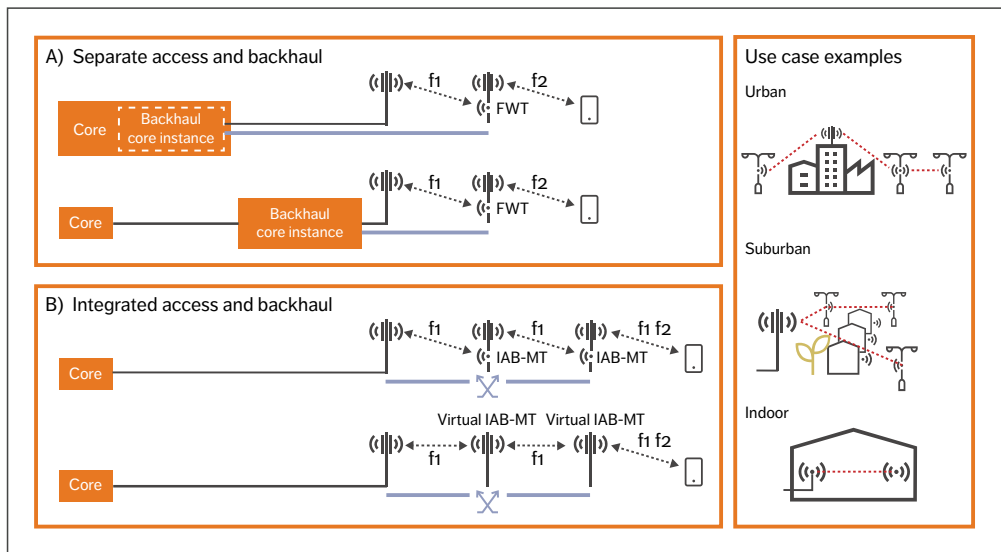 A) Separate access and backhaul
f1
f2
Core
Backhaul
core instance
FWT
f1
f2
Core
Backhaul
core instance
FWT
B) Integrated access and backhaul
f1
f1
f1 f2
IAB-MT
IAB-MT
Core
Virtual IAB-MT
Virtual IAB-MT
f1
f1
f1 f2
Core
Use case examples
Urban
Suburban
Indoor